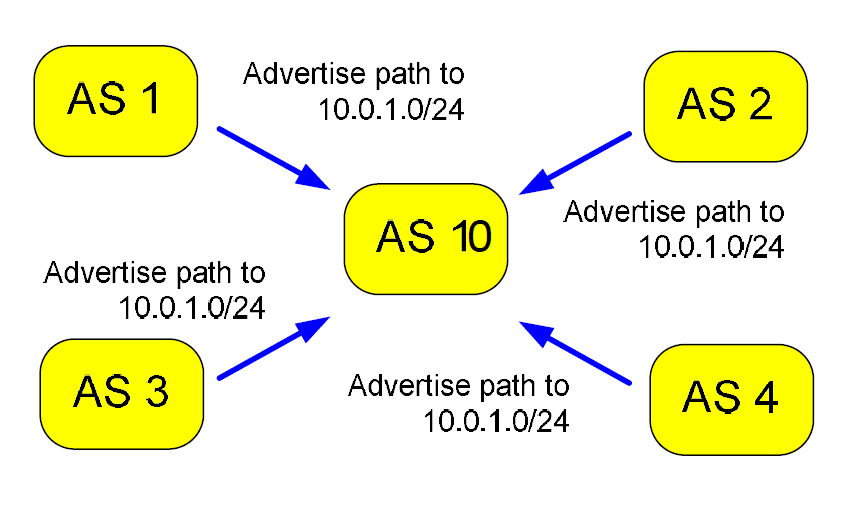 AS 1
Advertise path to
10.0.1.0/24
AS 2
AS 10
Advertise path to
10.0.1.0/24
Advertise path to
10.0.1.0/24
AS 3
Advertise path to
10.0.1.0/24
AS 4